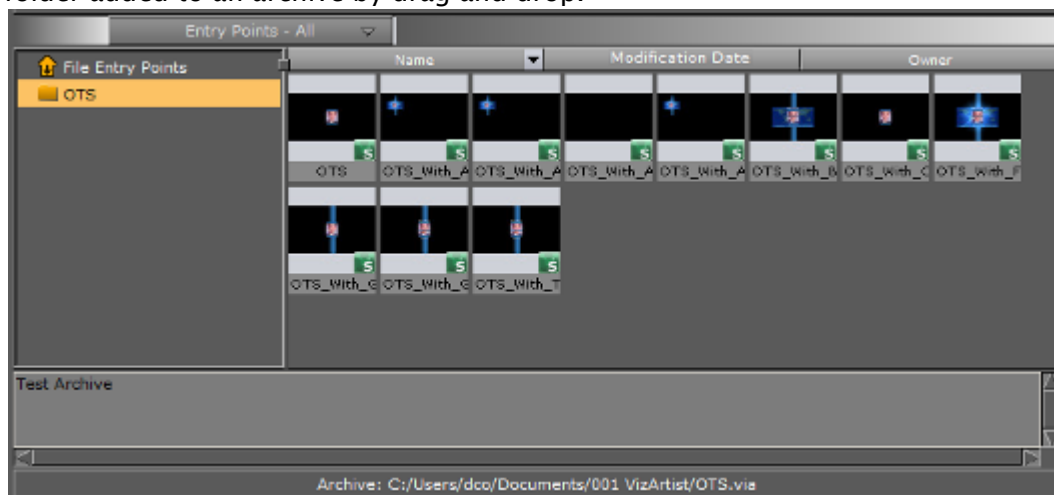 folder added to an archive by drag and drop.
Entry Points - All
File Entry Points
OTS
Name Modification Date Owner
S S S S S S S S
OTS OTS_With_A OTS_With_A OTS_With_A OTS_With_A OTS_With_B OTS_With_C OTS_With_F
S S S
OTS_With_G OTS_With_G OTS_With_T
Test Archive
Archive: C:/Users/dco/Documents/001 VizArtist/OTS.via